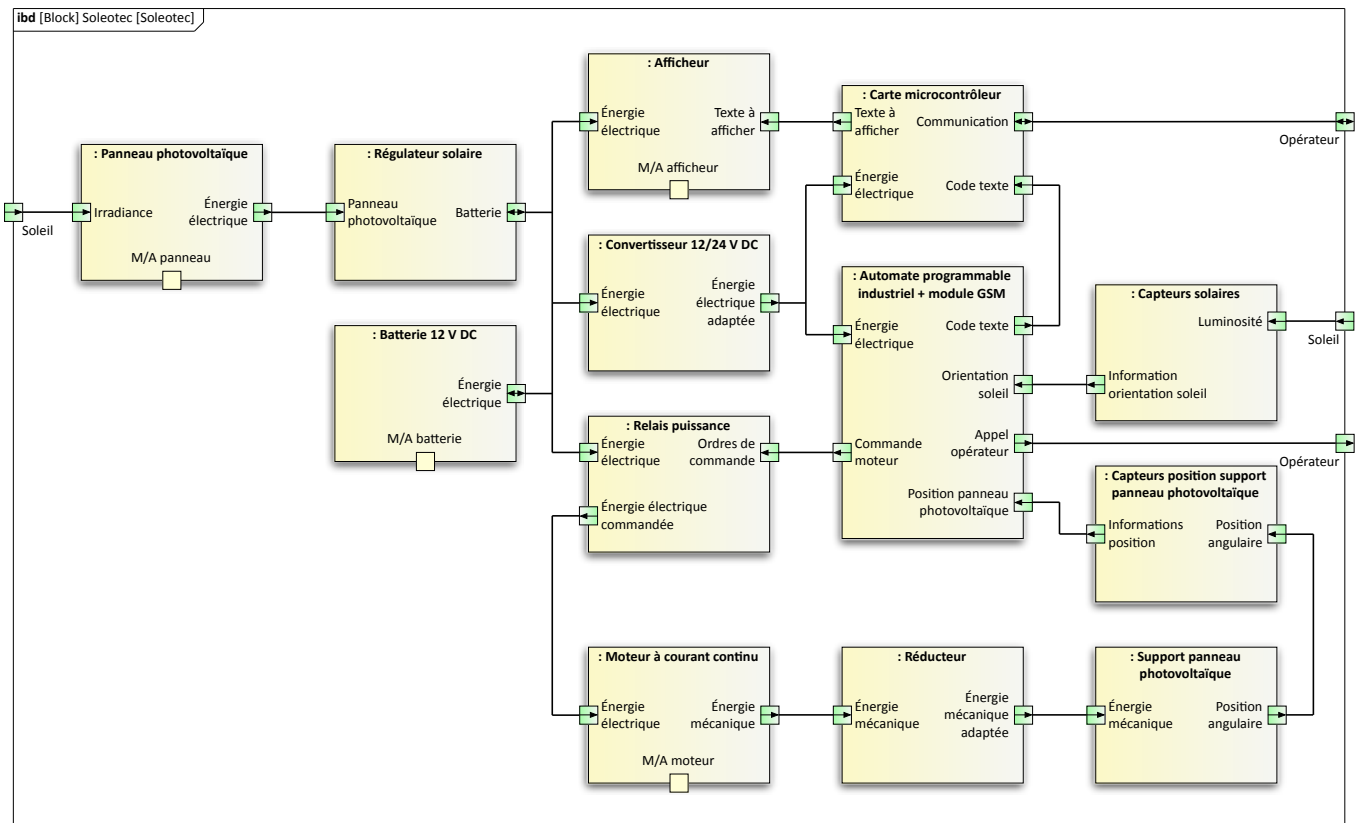 ibd [Block] Soleotec [Soleotec]
Soleil
: Panneau photovoltaïque
Irradiance
Énergie
électrique
M/A panneau
: Régulateur solaire
Panneau
photovoltaïque
Batterie
: Batterie 12 V DC
Énergie
électrique
M/A batterie
: Afficheur
Énergie
électrique
Texte à
afficher
M/A afficheur
: Convertisseur 12/24 V DC
Énergie
électrique
Énergie
électrique
adaptée
: Relais puissance
Énergie
électrique
Ordres de
commande
Énergie électrique
commandée
: Moteur à courant continu
Énergie
électrique
Énergie
mécanique
M/A moteur
: Carte microcontrôleur
Texte à
afficher
Communication
Énergie
électrique
Code texte
: Automate programmable
industriel + module GSM
Énergie
électrique
Code texte
Orientation
soleil
Commande
moteur
Appel
opérateur
Position panneau
photovoltaïque
: Réducteur
Énergie
mécanique
Énergie
mécanique
adaptée
: Capteurs solaires
Luminosité
Information
orientation soleil
: Capteurs position support
panneau photovoltaïque
Informations
position
Position
angulaire
: Support panneau
photovoltaïque
Énergie
mécanique
Position
angulaire
Opérateur
Soleil
Opérateur